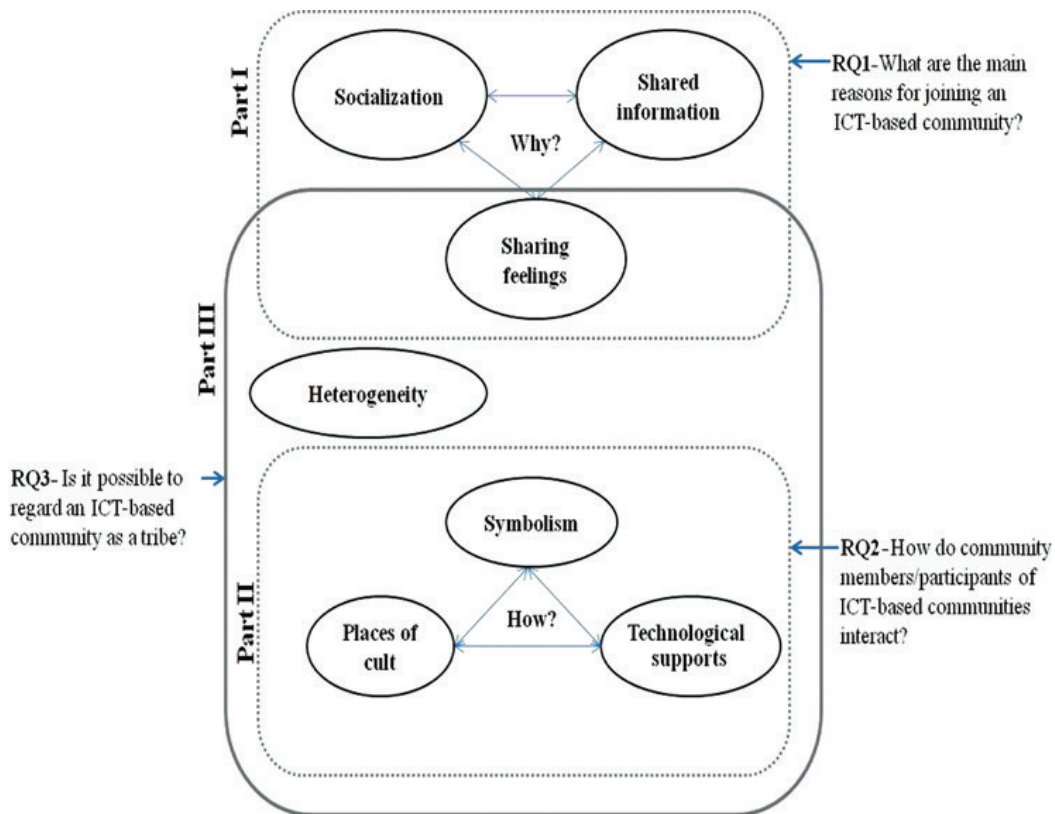 Part I
Socialization
Shared
information
Why?
RQ1-What are the main
reasons for joining an
ICT-based community?
Sharing
feelings
Part III
Heterogeneity
RQ3- Is it possible to
regard an ICT-based
community as a tribe?
Part II
Symbolism
How?
Places of
cult
Technological
supports
RQ2-How do community
members/participants of
ICT-based communities
interact?